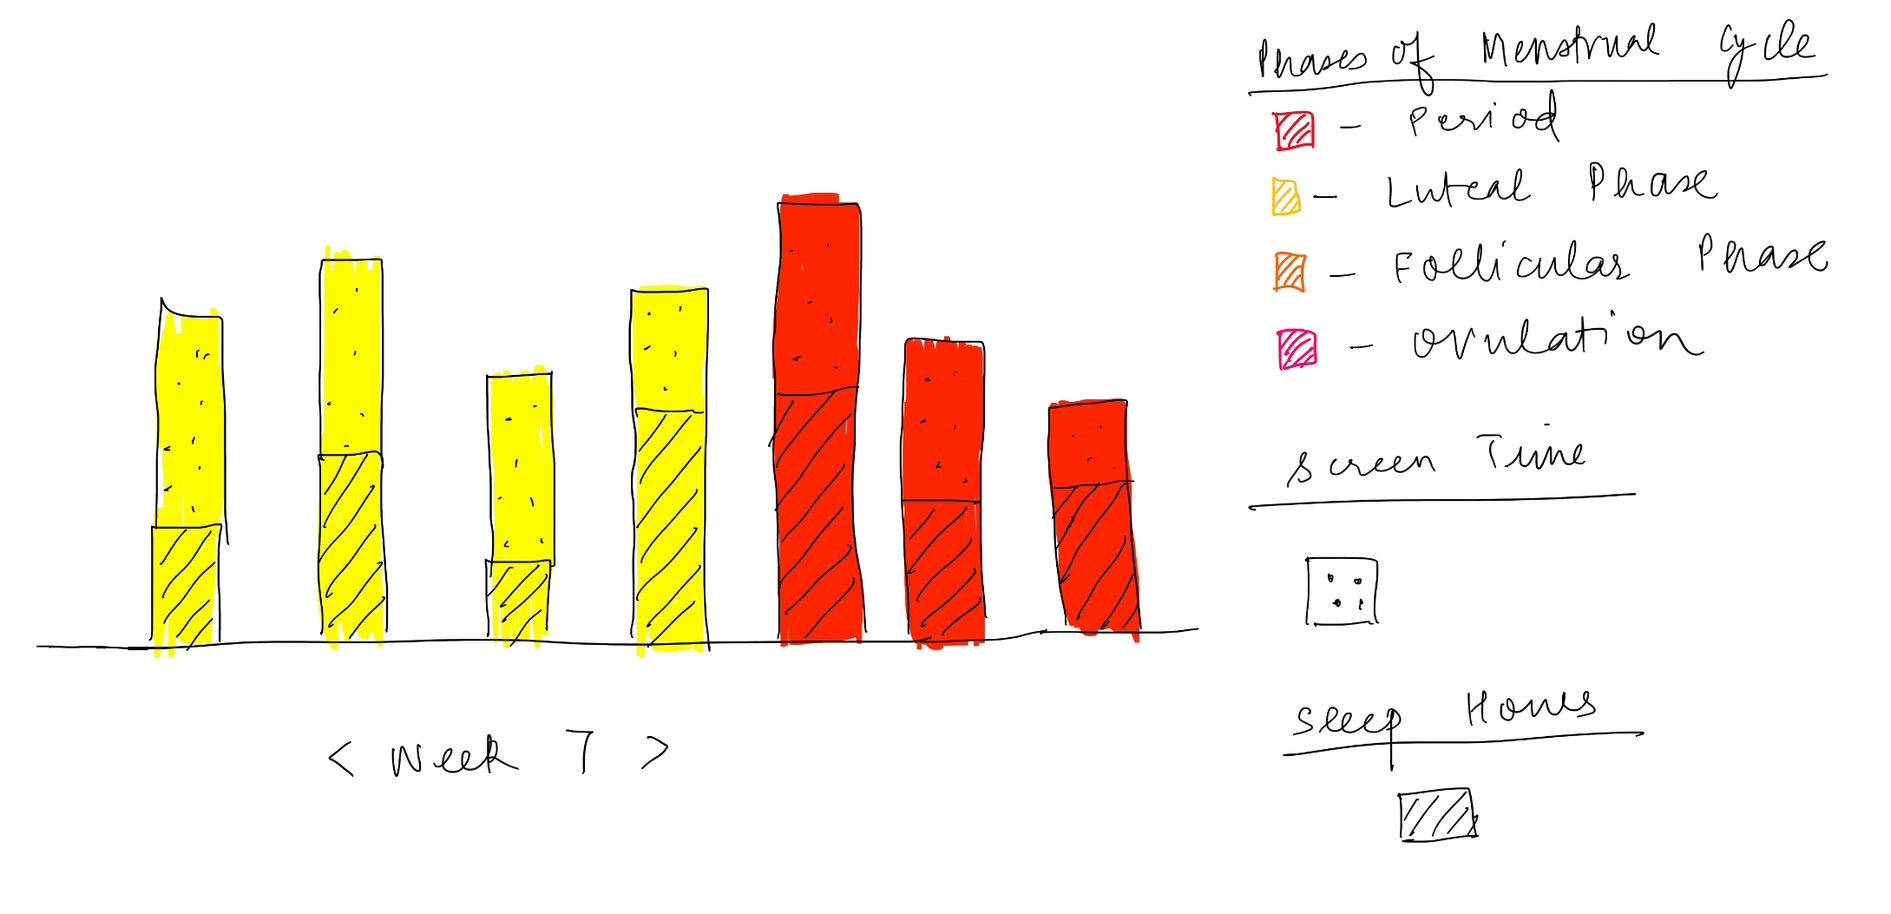 Phases of Menstrual Cycle
- Period
- Luteal Phase
- Follicular Phase
- Ovulation
Screen Time
Sleep Hours
< Week 7 >